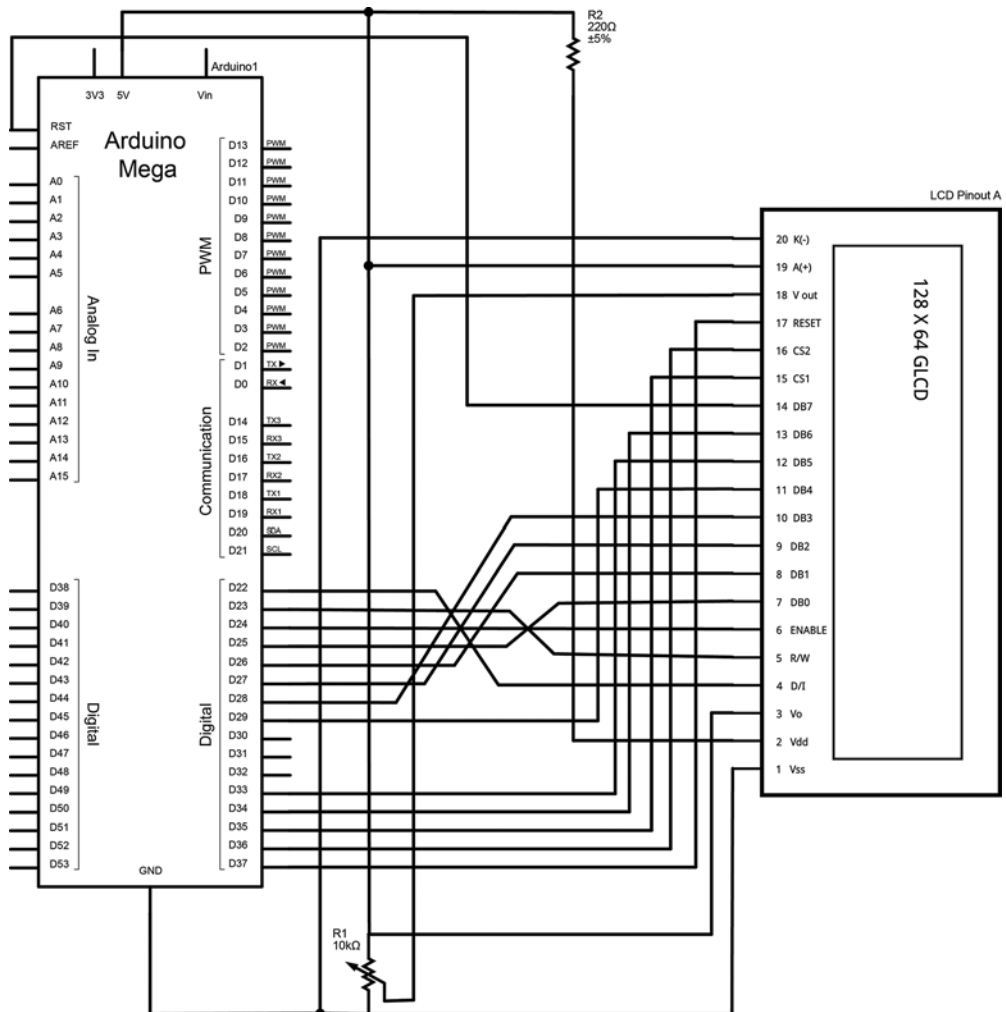 R2
220Ω
±5%
Arduino1
3V3 5V Vin
RST
AREF
Arduino
Mega
A0
A1
A2
A3
A4
A5
A6
A7
A8
A9
A10
A11
A12
A13
A14
A15
Analog In
D13 PWM
D12 PWM
D11 PWM
D10 PWM
D9 PWM
D8 PWM
D7 PWM
D6 PWM
D5 PWM
D4 PWM
D3 PWM
D2 PWM
PWM
D1 TX ▶
D0 RX ◀
D14 TX3
D15 RX3
D16 TX2
D17 RX2
D18 TX1
D19 RX1
D20 SDA
D21 SCL
Communication
D38
D39
D40
D41
D42
D43
D44
D45
D46
D47
D48
D49
D50
D51
D52
D53
Digital
D22
D23
D24
D25
D26
D27
D28
D29
D30
D31
D32
D33
D34
D35
D36
D37
Digital
GND
R1
10kΩ
LCD Pinout A
20 K(-)
19 A(+)
18 V out
17 RESET
16 CS2
15 CS1
14 DB7
13 DB6
12 DB5
11 DB4
10 DB3
9 DB2
8 DB1
7 DB0
6 ENABLE
5 R/W
4 D/I
3 Vo
2 Vdd
1 Vss
128 X 64 GLCD